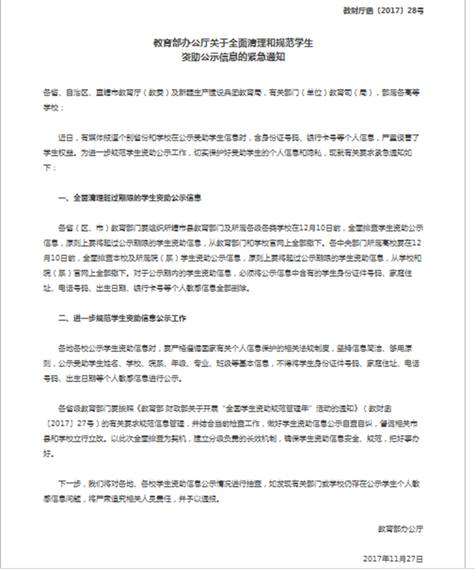 教财厅函〔2017〕28号
教育部办公厅关于全面清理和规范学生
资助公示信息的紧急通知
各省、自治区、直辖市教育厅（教委）及新疆生产建设兵团教育局，有关部门（单位）教育司（局），部属各高等
学校：
近日，有媒体报道个别省份和学校在公示受助学生信息时，含身份证号码、银行卡号等个人信息，严重侵害了
学生权益。为进一步规范学生资助公示工作，切实保护好受助学生的个人信息和隐私，现就有关要求紧急通知如
下：
一、全面清理超过期限的学生资助公示信息
各省（区、市）教育部门要组织所辖市县教育部门及所属各级各类学校在12月10日前，全面排查学生资助公示信
息，原则上要将超过公示期限的学生资助信息，从教育部门和学校官网上全部撤下。各中央部门所属高校要在12
月10日前，全面排查本校及所属院（系）学生资助公示信息，原则上要将超过公示期限的学生资助信息，从学校和
院（系）官网上全部撤下。对于公示期内的学生资助信息，必须将公示信息中含有的学生身份证件号码、家庭住
址、电话号码、出生日期、银行卡号等个人敏感信息全部删除。
二、进一步规范学生资助信息公示工作
各地各校公示学生资助信息时，要严格遵循国家有关个人信息保护的相关法规制度，坚持信息简洁、够用原
则，公示受助学生姓名、学校、院系、年级、专业、班级等基本信息，不得将学生身份证件号码、家庭住址、电话
号码、出生日期等个人敏感信息进行公示。
各省级教育部门要按照《教育部 财政部关于开展“全国学生资助规范管理年”活动的通知》（教财函
〔2017〕27号）的有关要求规范信息管理，并结合当前检查工作，做好学生资助信息公示自查自纠，督促相关市
县和学校立行立改。以此次全面排查为契机，建立分级负责的长效机制，确保学生资助信息安全、规范，把好事办
好。
下一步，我们将对各地、各校学生资助信息公示情况进行抽查，如发现有关部门或学校仍存在公示学生个人敏
感信息问题，将严肃追究相关人员责任，并予以通报。
教育部办公厅
2017年11月27日